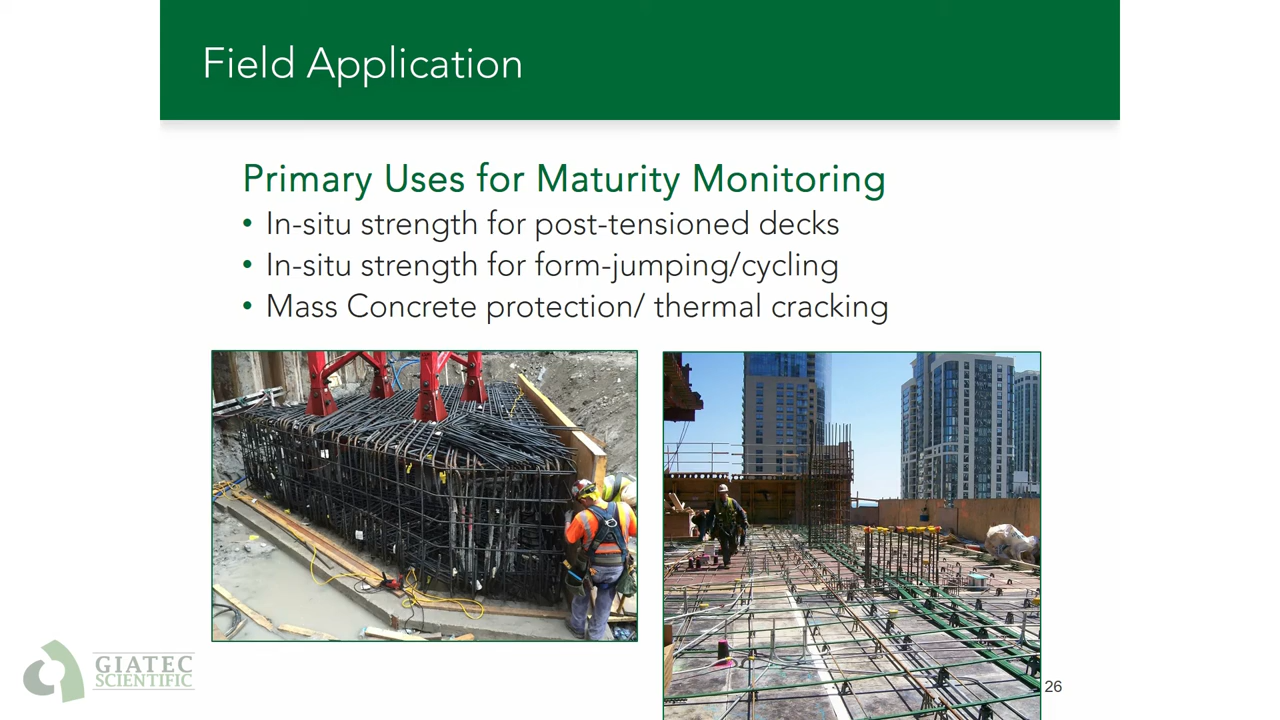 Field Application
Primary Uses for Maturity Monitoring
• In-situ strength for post-tensioned decks
• In-situ strength for form-jumping/cycling
• Mass Concrete protection/ thermal cracking
GIATEC
SCIENTIFIC
26